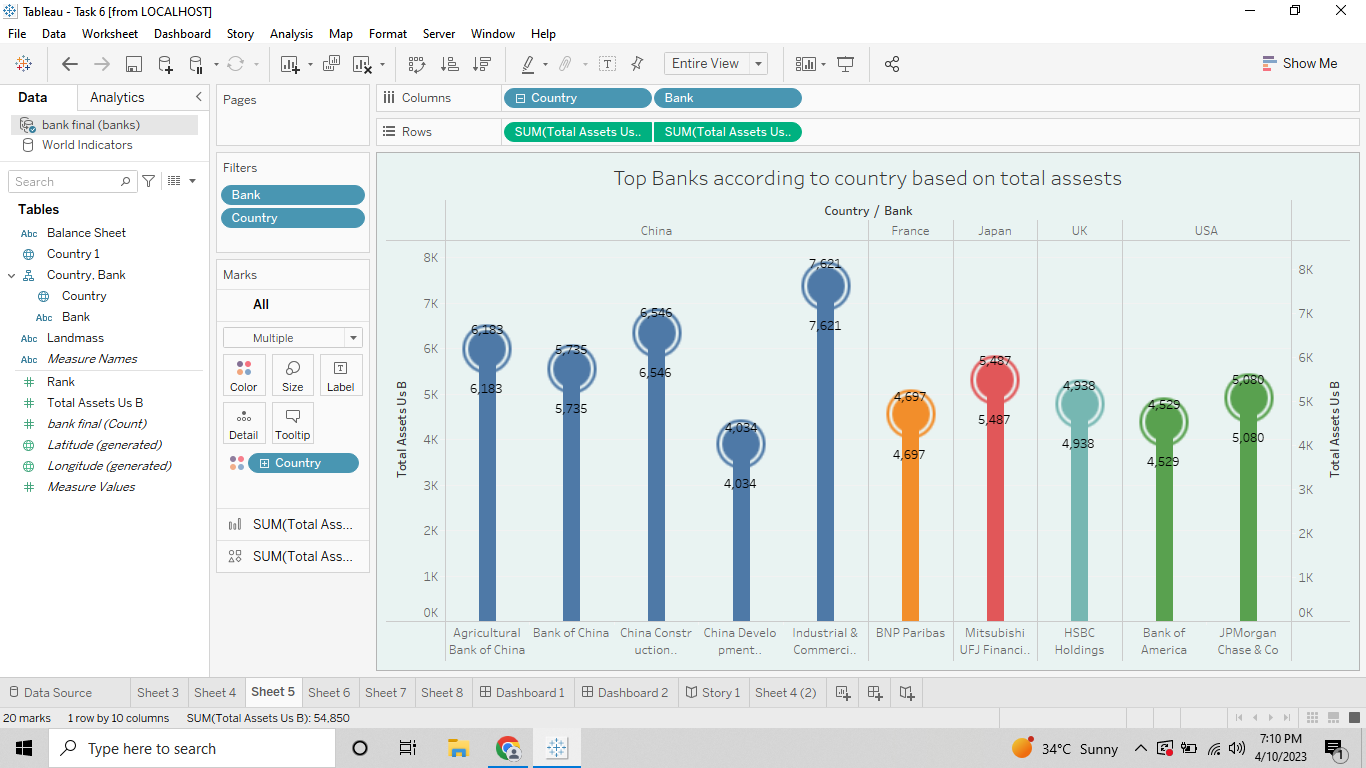 Tableau - Task 6 [from LOCALHOST]
File Data Worksheet Dashboard Story Analysis Map Format Server Window Help
Entire View
Show Me
Data Analytics
bank final (banks)
World Indicators
Search
Tables
Abc Balance Sheet
Country 1
Country, Bank
Country
Abc Bank
Abc Landmass
Abc Measure Names
Rank
Total Assets Us B
bank final (Count)
Latitude (generated)
Longitude (generated)
Measure Values
Pages
Filters
Bank
Country
Marks
All
Multiple
Color Size Label
Detail Tooltip
Country
SUM(Total Ass...
SUM(Total Ass...
Columns Country Bank
Rows SUM(Total Assets Us.. SUM(Total Assets Us..
Top Banks according to country based on total assests
Country / Bank
China France Japan UK USA
Total Assets Us B
8K
7K
6K
5K
4K
3K
2K
1K
0K
6,183
6,183
5,735
5,735
6,546
6,546
4,034
4,034
7,621
7,621
4,697
4,697
5,487
5,487
4,938
4,938
4,529
4,529
5,080
5,080
8K
7K
6K
5K
4K
3K
2K
1K
0K
Total Assets Us B
Agricultural
Bank of China
Bank of China
China Constr
uction..
China Develo
pment..
Industrial &
Commerci..
BNP Paribas
Mitsubishi
UFJ Financi..
HSBC
Holdings
Bank of
America
JPMorgan
Chase & Co
Data Source Sheet 3 Sheet 4 Sheet 5 Sheet 6 Sheet 7 Sheet 8 Dashboard 1 Dashboard 2 Story 1 Sheet 4 (2)
20 marks 1 row by 10 columns SUM(Total Assets Us B): 54,850
Type here to search
34°C Sunny
7:10 PM
4/10/2023
1